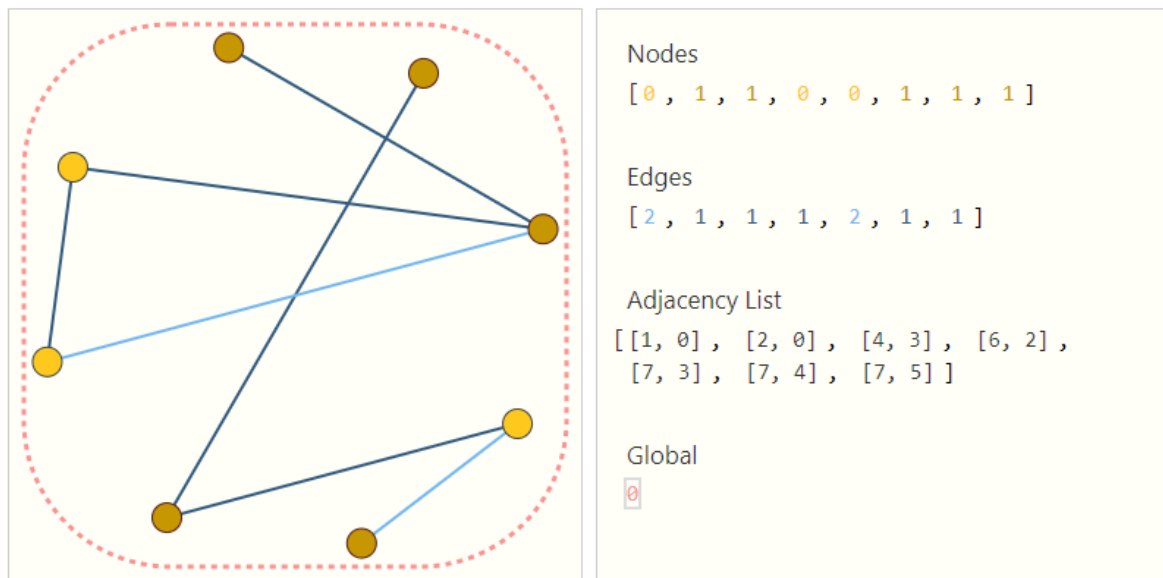 Nodes
[0, 1, 1, 0, 0, 1, 1, 1]
Edges
[2, 1, 1, 1, 2, 1, 1]
Adjacency List
[[1, 0], [2, 0], [4, 3], [6, 2],
[7, 3], [7, 4], [7, 5]]
Global
0